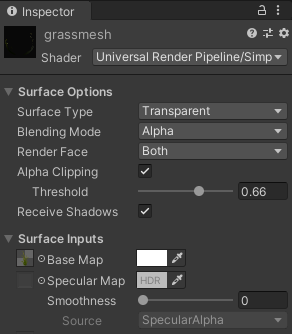 Inspector
grassmesh
Shader Universal Render Pipeline/Simp
Surface Options
Surface Type Transparent
Blending Mode Alpha
Render Face Both
Alpha Clipping
Threshold 0.66
Receive Shadows
Surface Inputs
Base Map
Specular Map HDR
Smoothness 0
Source SpecularAlpha